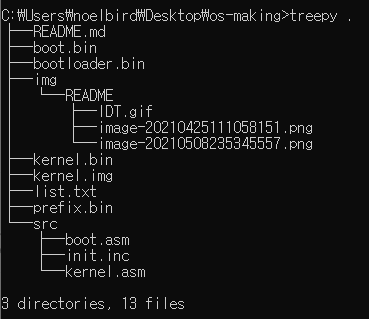 C:₩Users₩noelbird₩Desktop₩os-making>treepy .
├──README.md
├──boot.bin
├──bootloader.bin
├──img
│   └──README
│       ├──IDT.gif
│       ├──image-20210425111058151.png
│       └──image-20210508235345557.png
├──kernel.bin
├──kernel.img
├──list.txt
├──prefix.bin
└──src
    ├──boot.asm
    ├──init.inc
    └──kernel.asm
3 directories, 13 files